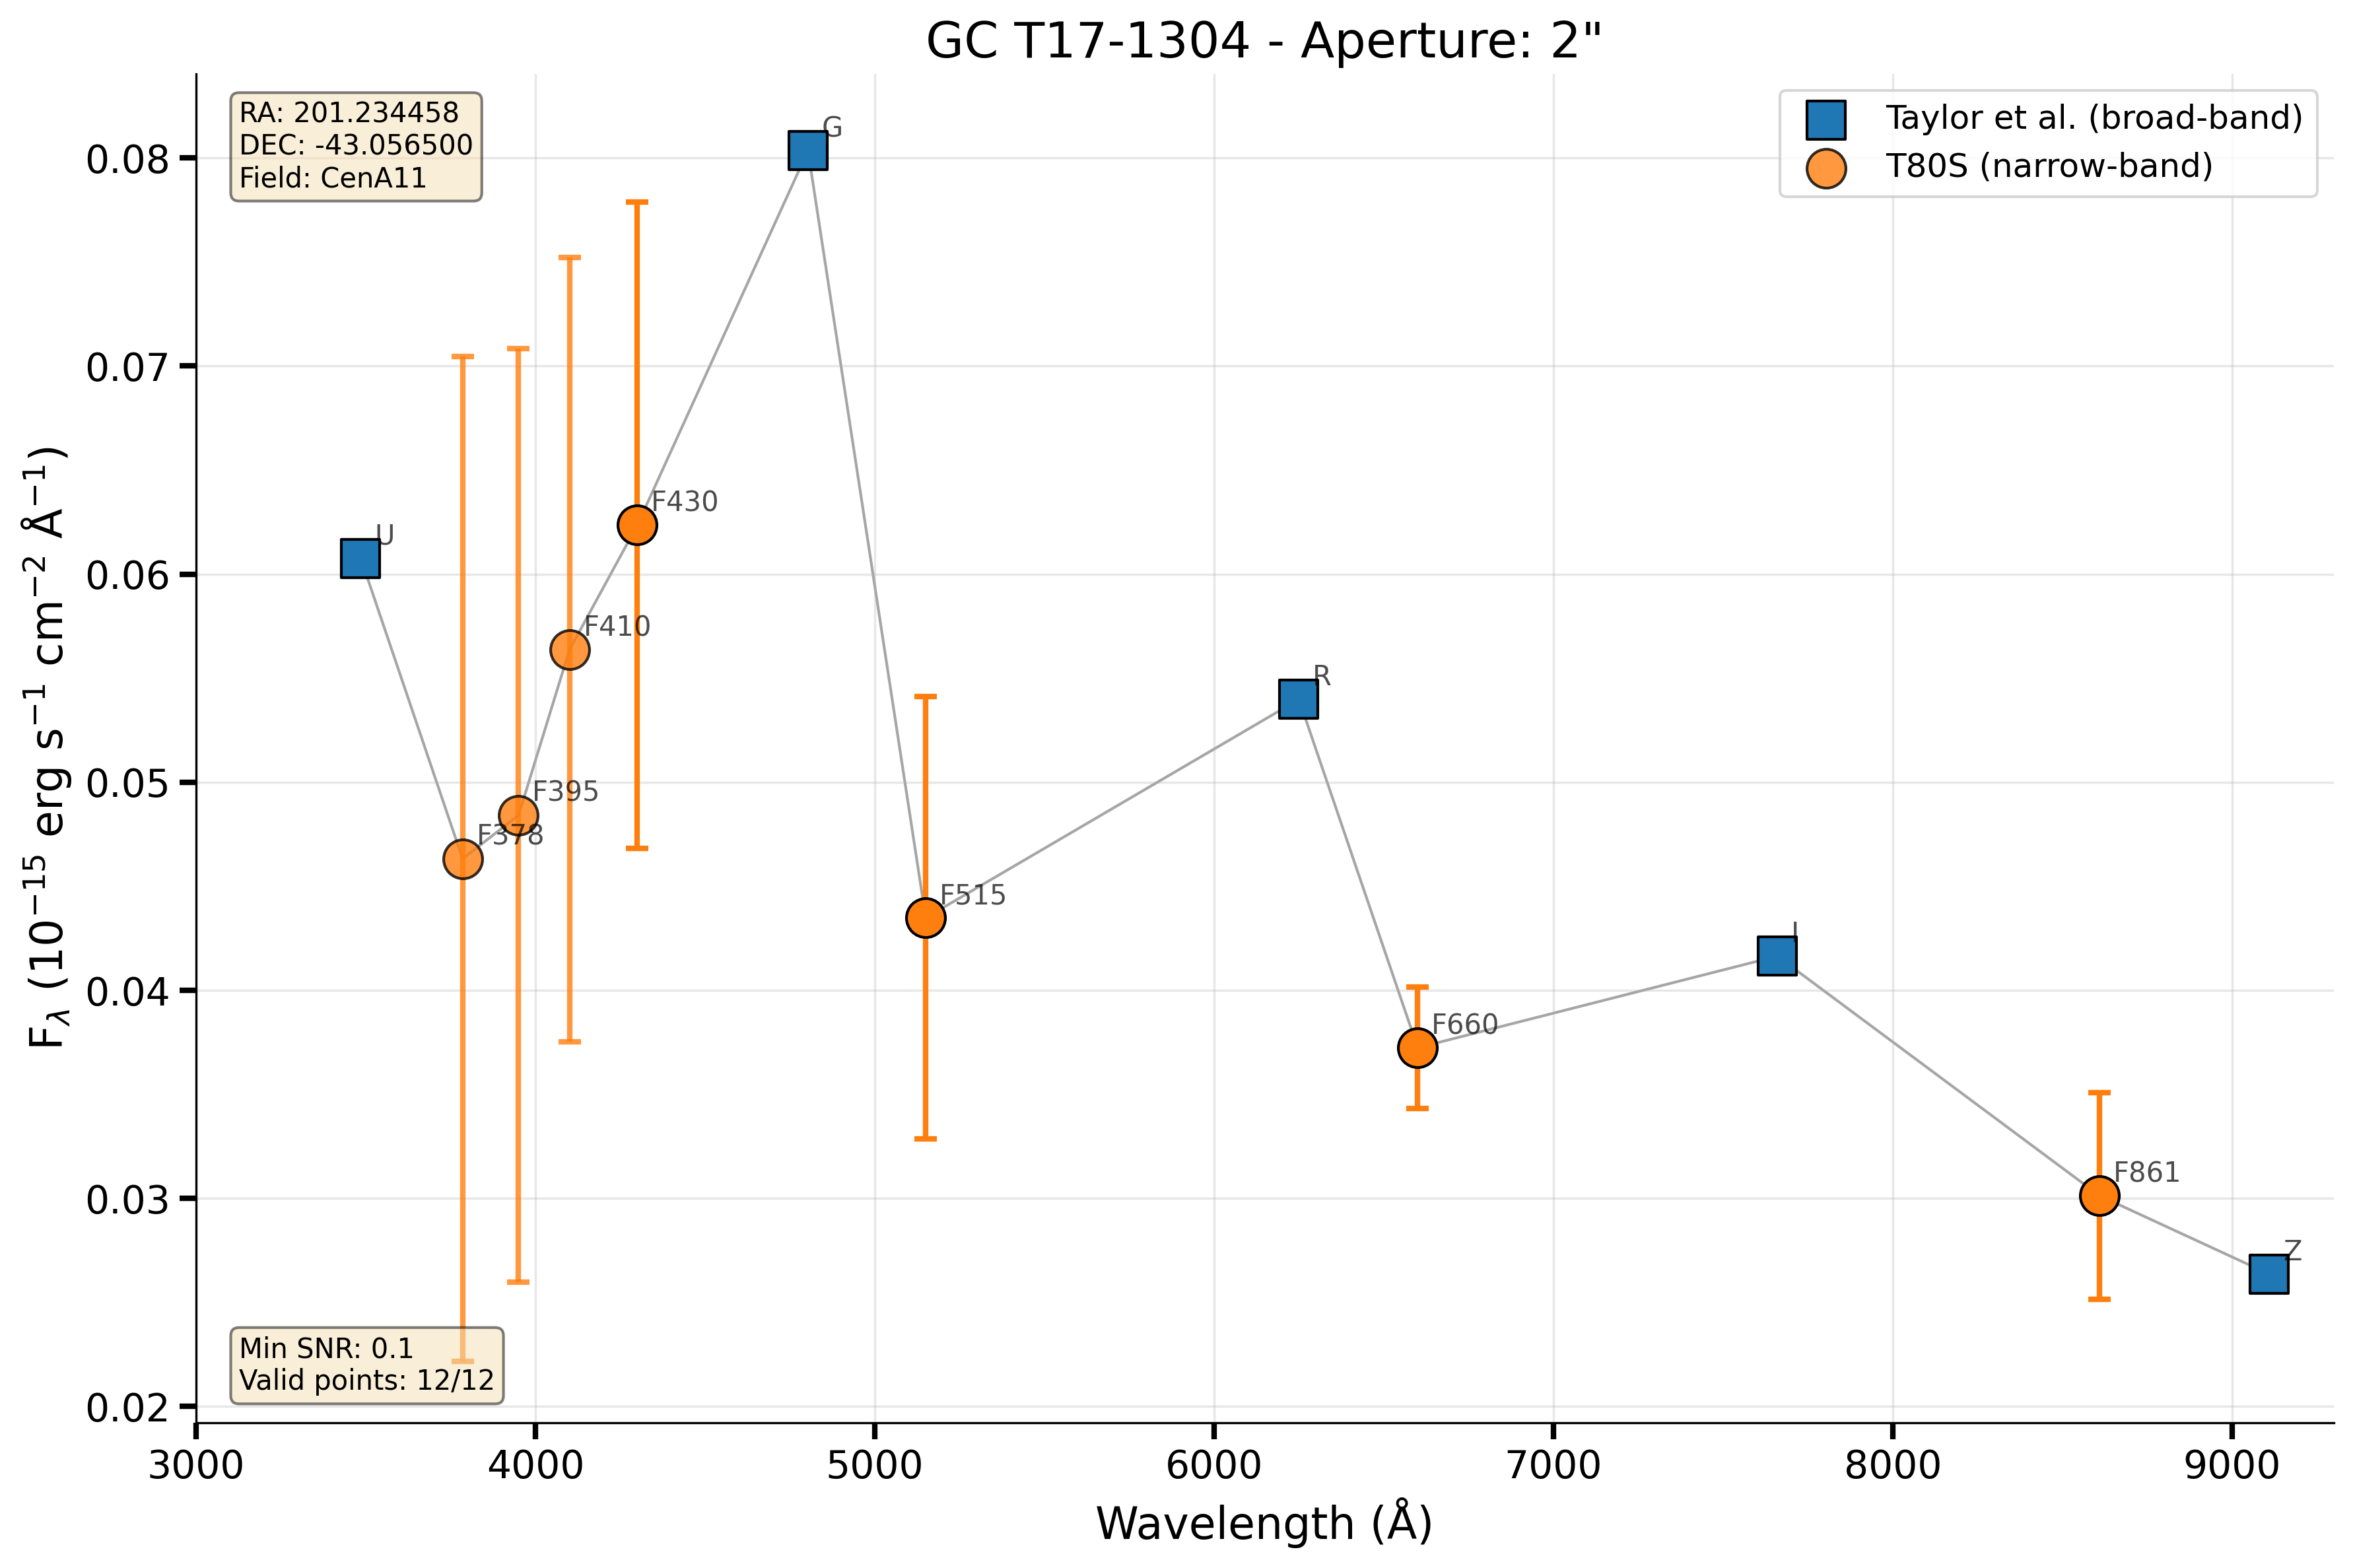 GC T17-1304 - Aperture: 2"
RA: 201.234458
DEC: -43.056500
Field: CenA11
Taylor et al. (broad-band)
T80S (narrow-band)
F_λ (10⁻¹⁵ erg s⁻¹ cm⁻² Å⁻¹)
0.08
0.07
0.06
0.05
0.04
0.03
0.02
G
F430
U
F410
F395
F378
F515
R
F660
I
F861
Z
Min SNR: 0.1
Valid points: 12/12
3000 4000 5000 6000 7000 8000 9000
Wavelength (Å)